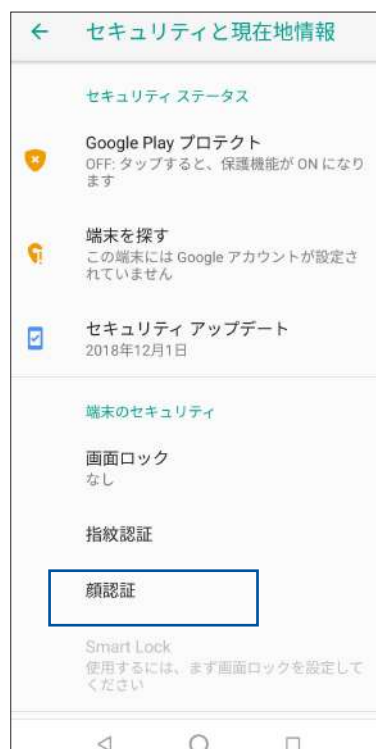 セキュリティと現在地情報
セキュリティ ステータス
Google Play プロテクト
OFF: タップすると、保護機能が ON になり
ます
端末を探す
この端末には Google アカウントが設定さ
れていません
セキュリティ アップデート
2018年12月1日
端末のセキュリティ
画面ロック
なし
指紋認証
顔認証
Smart Lock
使用するには、まず画面ロックを設定して
ください